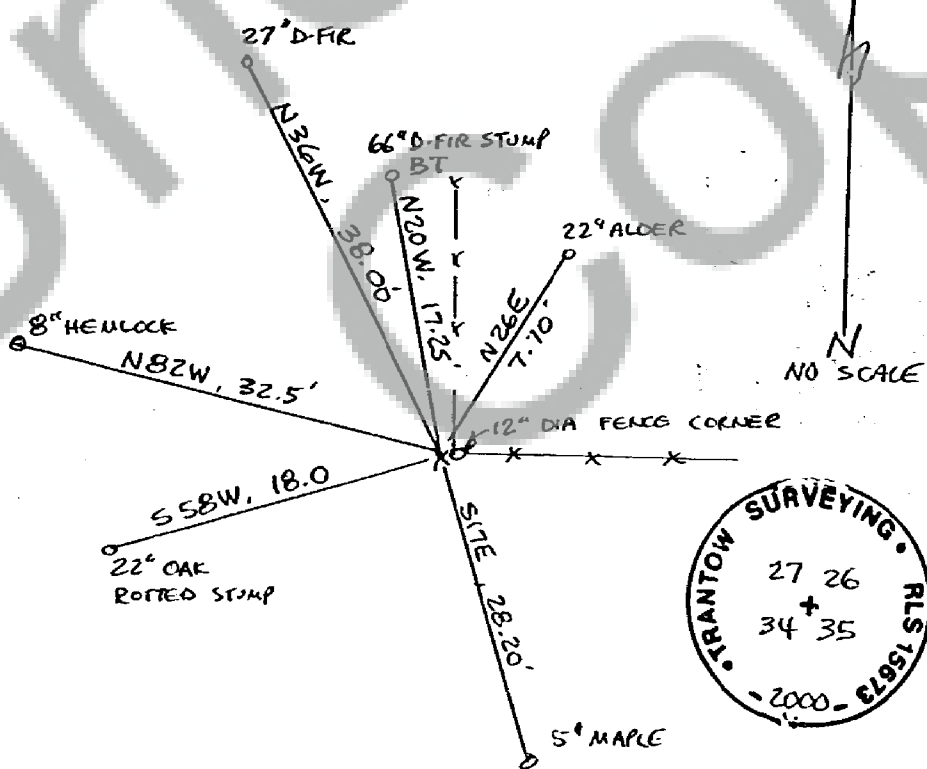 27" D-FIR
N36W, 38.00'
66" D-FIR STUMP
BT
N20W, 17.25'
22" ALDER
N26E
7.70'
8" HEMLOCK
N82W, 32.5'
NO SCALE
12" DIA FENCE CORNER
S58W, 18.0
22" OAK
ROTTED STUMP
S17E, 28.20'
5" MAPLE
N
TRANTOW SURVEYING • RLS 15673
27 26
34 35
-2000-